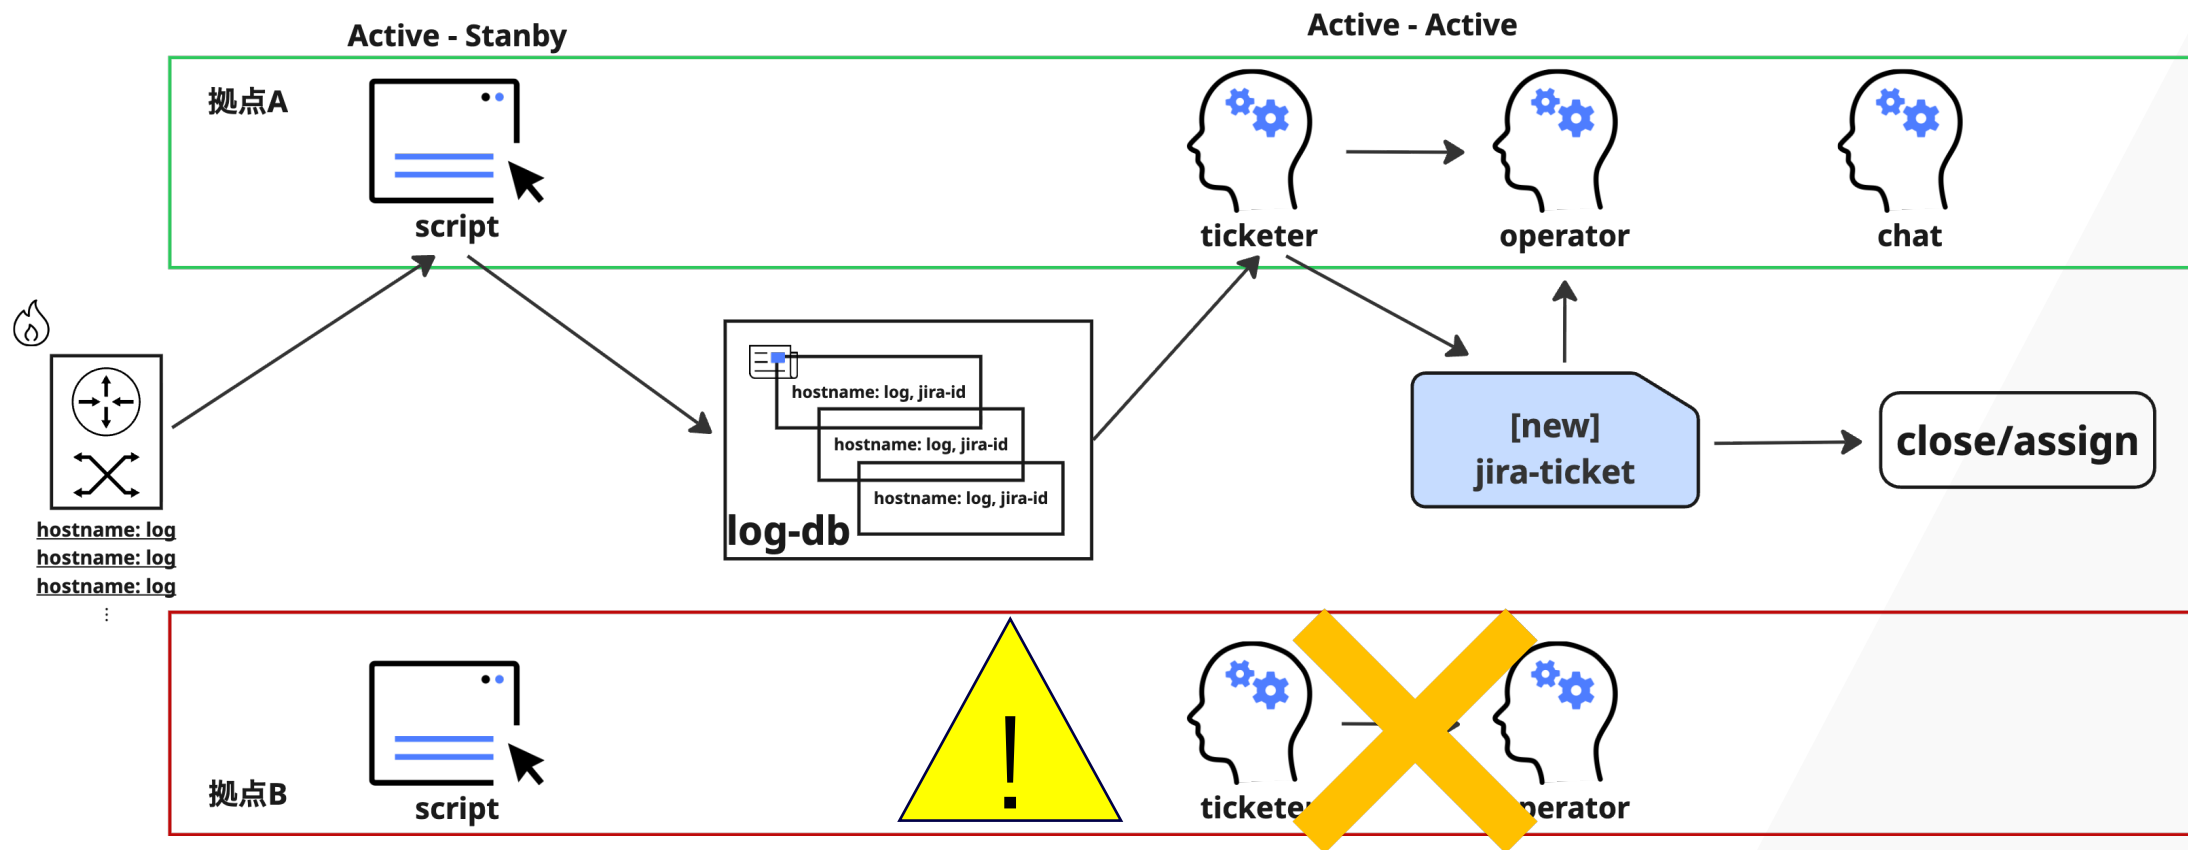 Active - Stanby
Active - Active
拠点A
script
ticketer
operator
chat
hostname: log
hostname: log
hostname: log
⋮
hostname: log, jira-id
hostname: log, jira-id
hostname: log, jira-id
log-db
[new]
jira-ticket
close/assign
拠点B
script
!
ticketer
operator